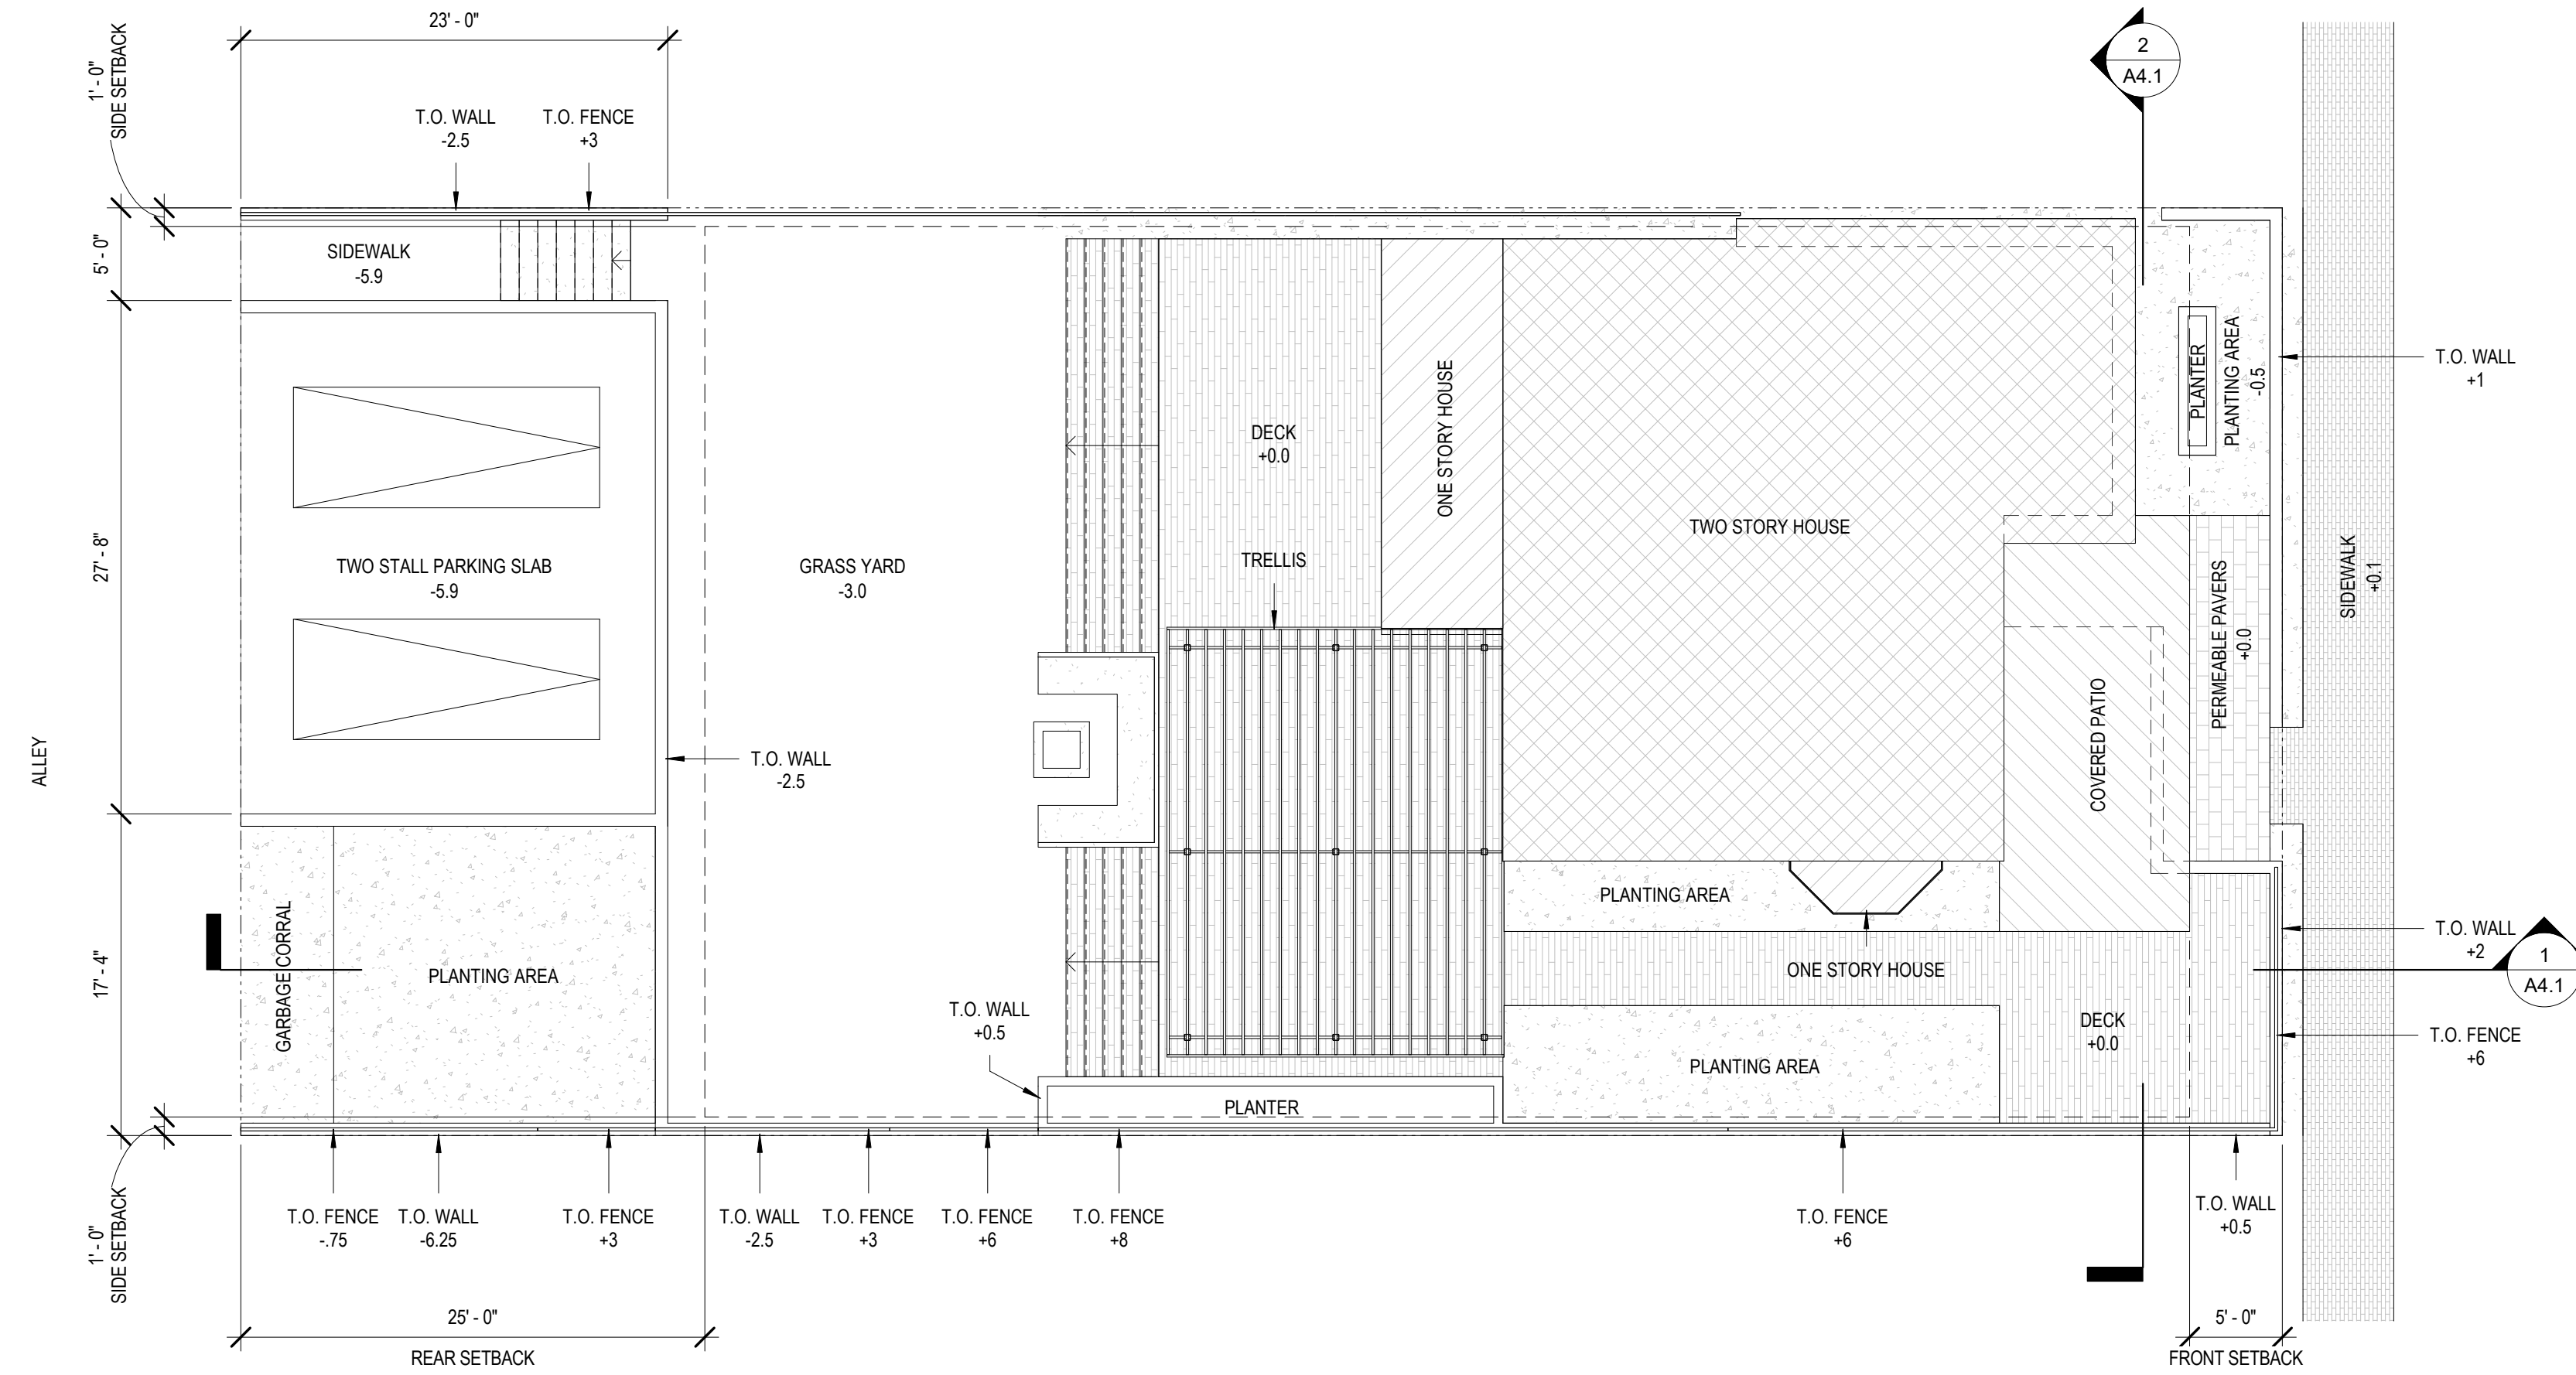 23' - 0"
1' - 0"
SIDE SETBACK
2
A4.1
T.O. WALL
-2.5
T.O. FENCE
+3
5' - 0"
SIDEWALK
-5.9
27' - 8"
TWO STALL PARKING SLAB
-5.9
GRASS YARD
-3.0
DECK
+0.0
ONE STORY HOUSE
TRELLIS
TWO STORY HOUSE
PLANTER
PLANTING AREA
-0.5
T.O. WALL
+1
SIDEWALK
+0.1
PERMEABLE PAVERS
+0.0
COVERED PATIO
ALLEY
T.O. WALL
-2.5
17' - 4"
GARBAGE CORRAL
PLANTING AREA
PLANTING AREA
ONE STORY HOUSE
T.O. WALL
+2
1
A4.1
T.O. WALL
+0.5
DECK
+0.0
T.O. FENCE
+6
PLANTING AREA
PLANTER
1' - 0"
SIDE SETBACK
T.O. FENCE
-.75
T.O. WALL
-6.25
T.O. FENCE
+3
T.O. WALL
-2.5
T.O. FENCE
+3
T.O. FENCE
+6
T.O. FENCE
+8
T.O. FENCE
+6
T.O. WALL
+0.5
25' - 0"
REAR SETBACK
5' - 0"
FRONT SETBACK